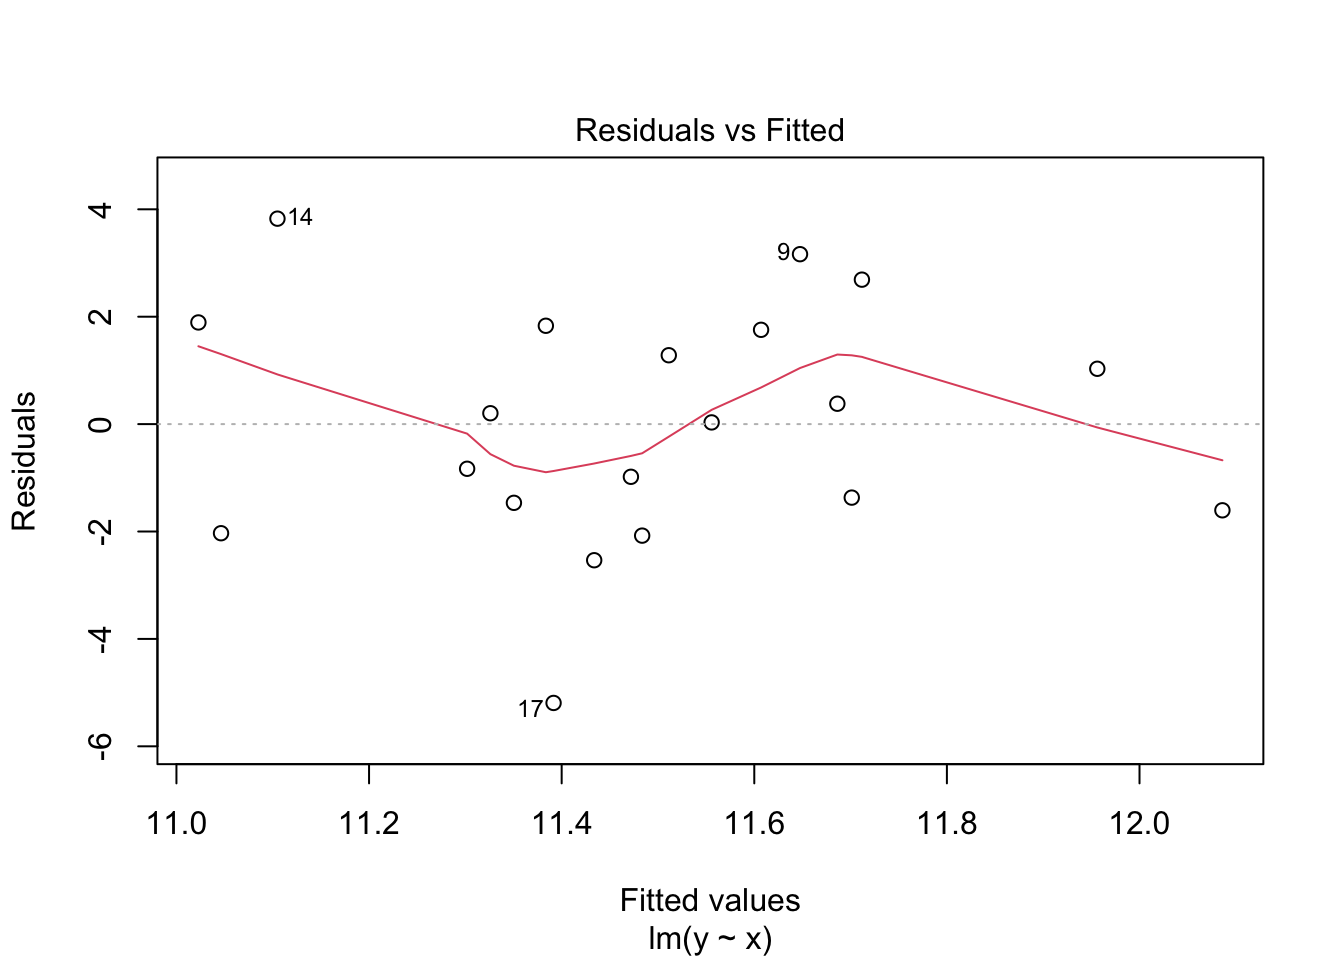 Residuals vs Fitted
Residuals
4
2
0
-2
-4
-6
14
9
17
11.0 11.2 11.4 11.6 11.8 12.0
Fitted values
lm(y ~ x)